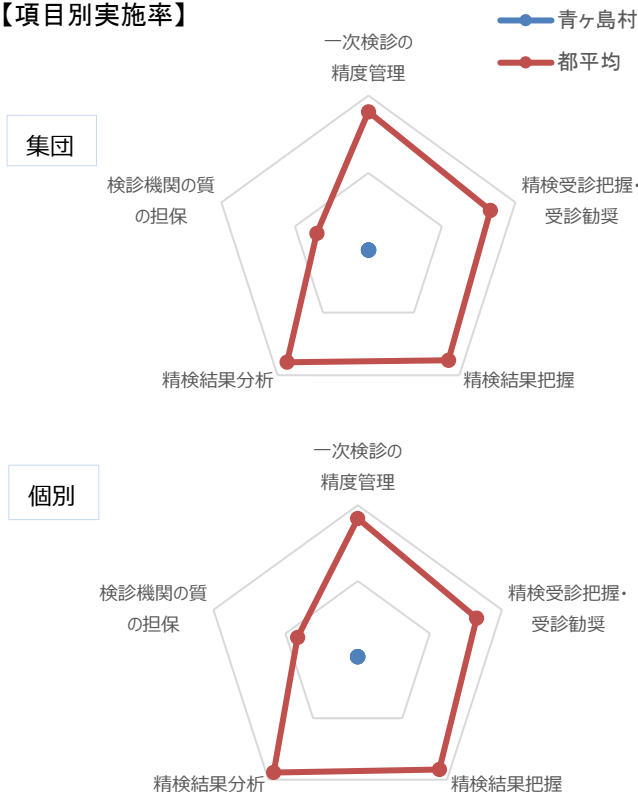 【項目別実施率】
青ヶ島村
都平均
集団
一次検診の
精度管理
検診機関の質
の担保
精検受診把握・
受診勧奨
精検結果分析
精検結果把握
個別
一次検診の
精度管理
検診機関の質
の担保
精検受診把握・
受診勧奨
精検結果分析
精検結果把握